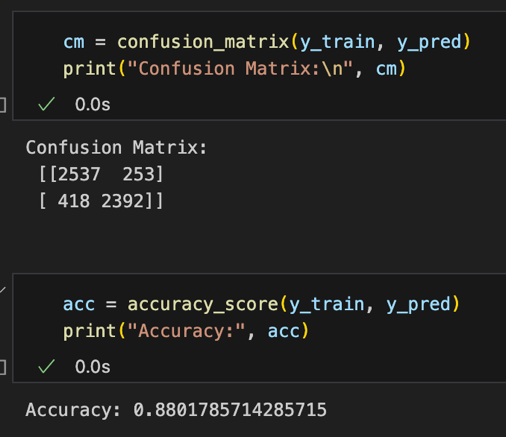 cm = confusion_matrix(y_train, y_pred)
print("Confusion Matrix:\n", cm)
0.0s
Confusion Matrix:
[[2537  253]
[ 418 2392]]
acc = accuracy_score(y_train, y_pred)
print("Accuracy:", acc)
0.0s
Accuracy: 0.8801785714285715